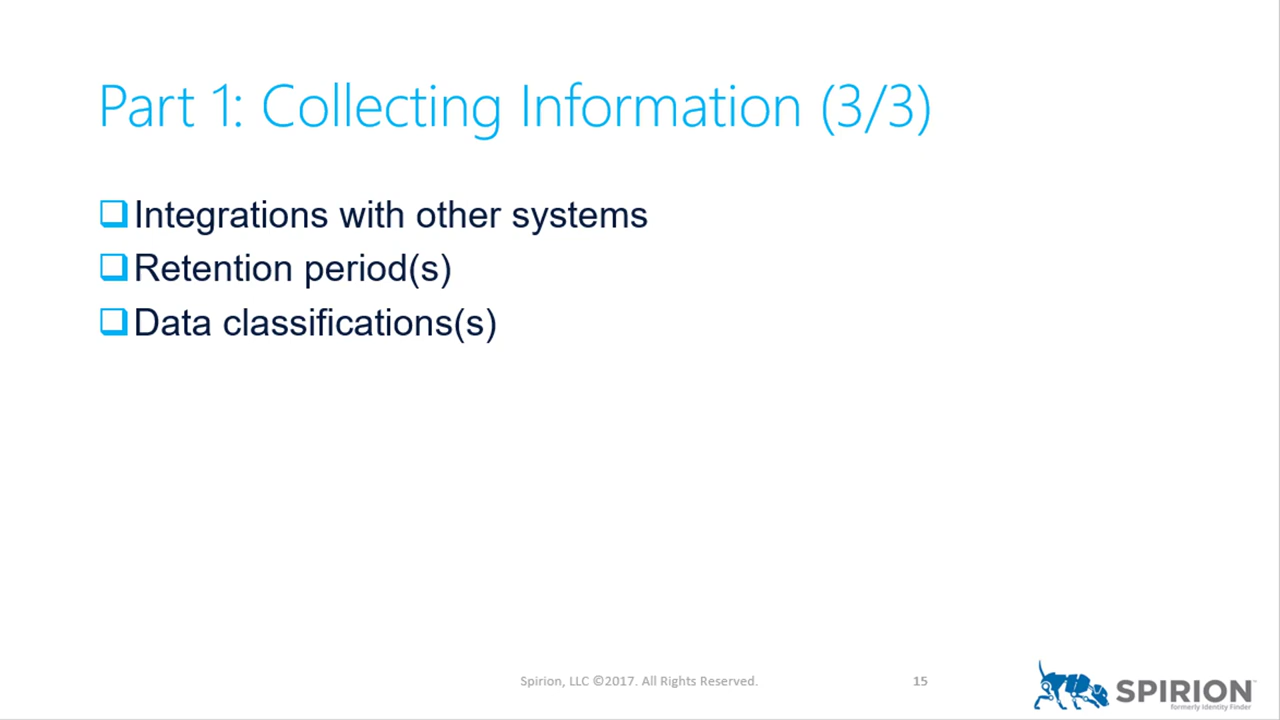 Part 1: Collecting Information (3/3)
Integrations with other systems
Retention period(s)
Data classifications(s)
Spirion, LLC ©2017. All Rights Reserved.
15
SPIRION™
formerly Identity Finder